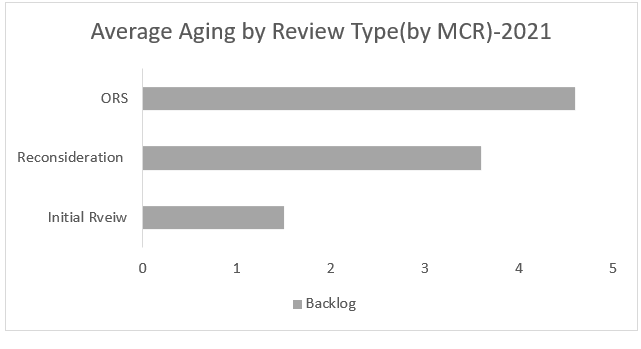 Average Aging by Review Type(by MCR)-2021
ORS
Reconsideration
Initial Rveiw
0 1 2 3 4 5
Backlog